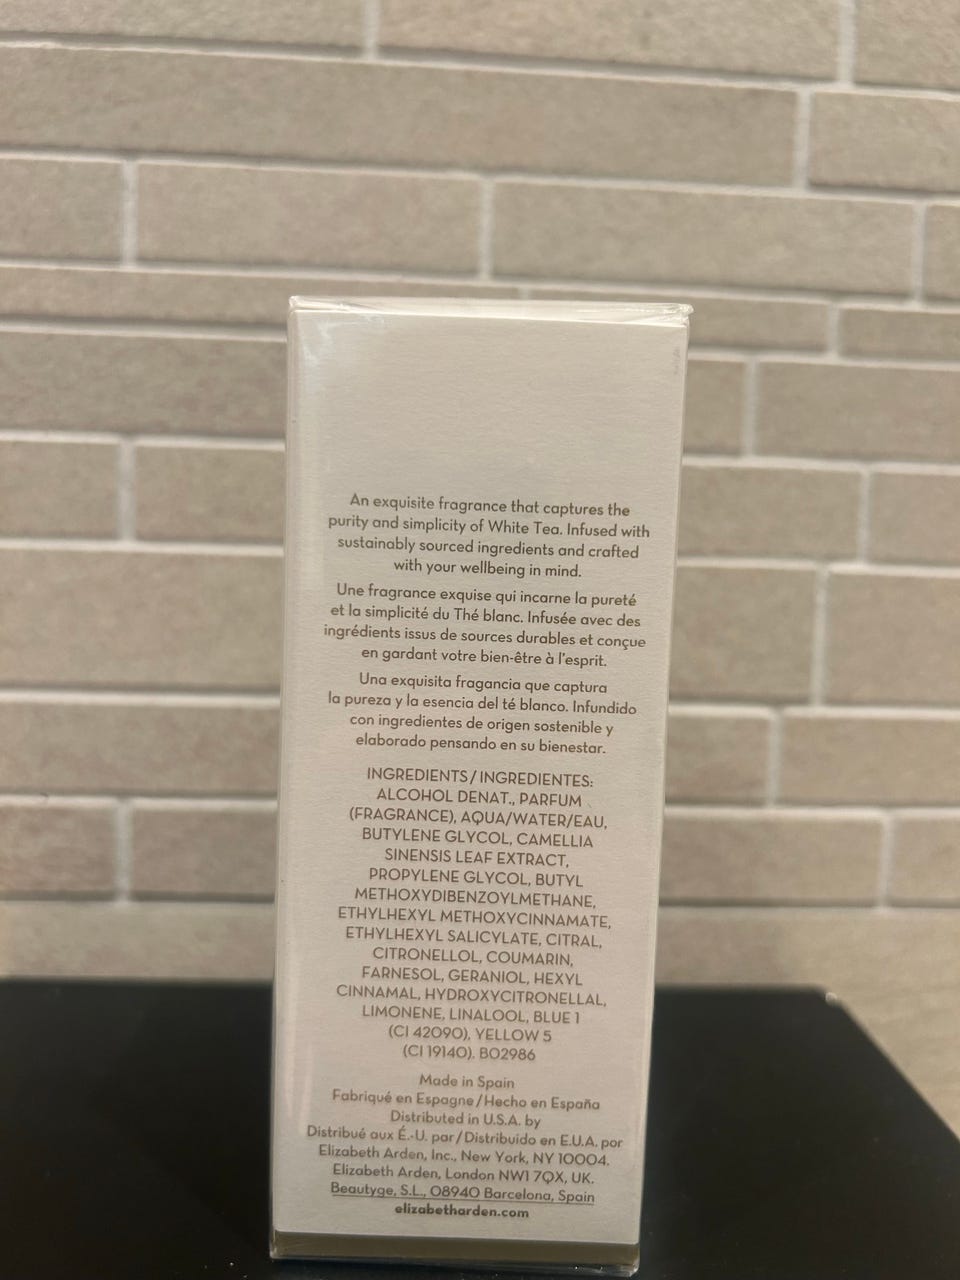 An exquisite fragrance that captures the
purity and simplicity of White Tea. Infused with
sustainably sourced ingredients and crafted
with your wellbeing in mind.
Une fragrance exquise qui incarne la pureté
et la simplicité du Thé blanc. Infusée avec des
ingrédients issus de sources durables et conçue
en gardant votre bien-être à l'esprit.
Una exquisita fragancia que captura
la pureza y la esencia del té blanco. Infundido
con ingredientes de origen sostenible y
elaborado pensando en su bienestar.
INGREDIENTS/INGREDIENTES:
ALCOHOL DENAT., PARFUM
(FRAGRANCE), AQUA/WATER/EAU,
BUTYLENE GLYCOL, CAMELLIA
SINENSIS LEAF EXTRACT,
PROPYLENE GLYCOL, BUTYL
METHOXYDIBENZOYLMETHANE,
ETHYLHEXYL METHOXYCINNAMATE,
ETHYLHEXYL SALICYLATE, CITRAL,
CITRONELLOL, COUMARIN,
FARNESOL, GERANIOL, HEXYL
CINNAMAL, HYDROXYCITRONELLAL,
LIMONENE, LINALOOL, BLUE 1
(CI 42090), YELLOW 5
(CI 19140). BO2986
Made in Spain
Fabriqué en Espagne/Hecho en España
Distributed in U.S.A. by
Distribué aux É.-U. par/Distribuido en E.U.A. por
Elizabeth Arden, Inc., New York, NY 10004.
Elizabeth Arden, London NW1 7QX, UK.
Beautyge, S.L., 08940 Barcelona, Spain
elizabetharden.com